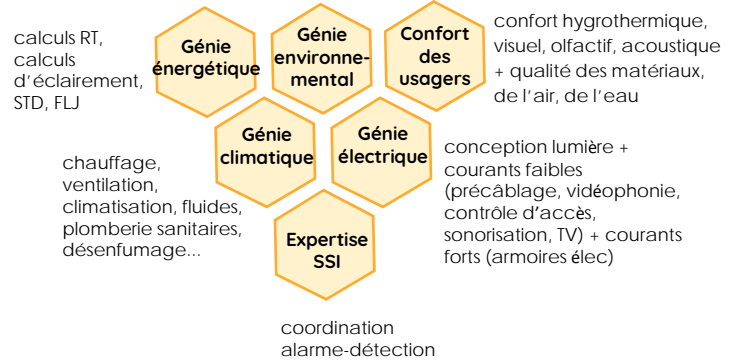 calculs RT,
calculs
d'éclairement,
STD, FLJ
Génie
énergétique
Génie
environne-
mental
Confort
des
usagers
confort hygrothermique,
visuel, olfactif, acoustique
+ qualité des matériaux,
de l'air, de l'eau
chauffage,
ventilation,
climatisation, fluides,
plomberie sanitaires,
désenfumage...
Génie
climatique
Génie
électrique
conception lumière +
courants faibles
(précâblage, vidéophonie,
contrôle d'accès,
sonorisation, TV) + courants
forts (armoires élec)
Expertise
SSI
coordination
alarme-détection